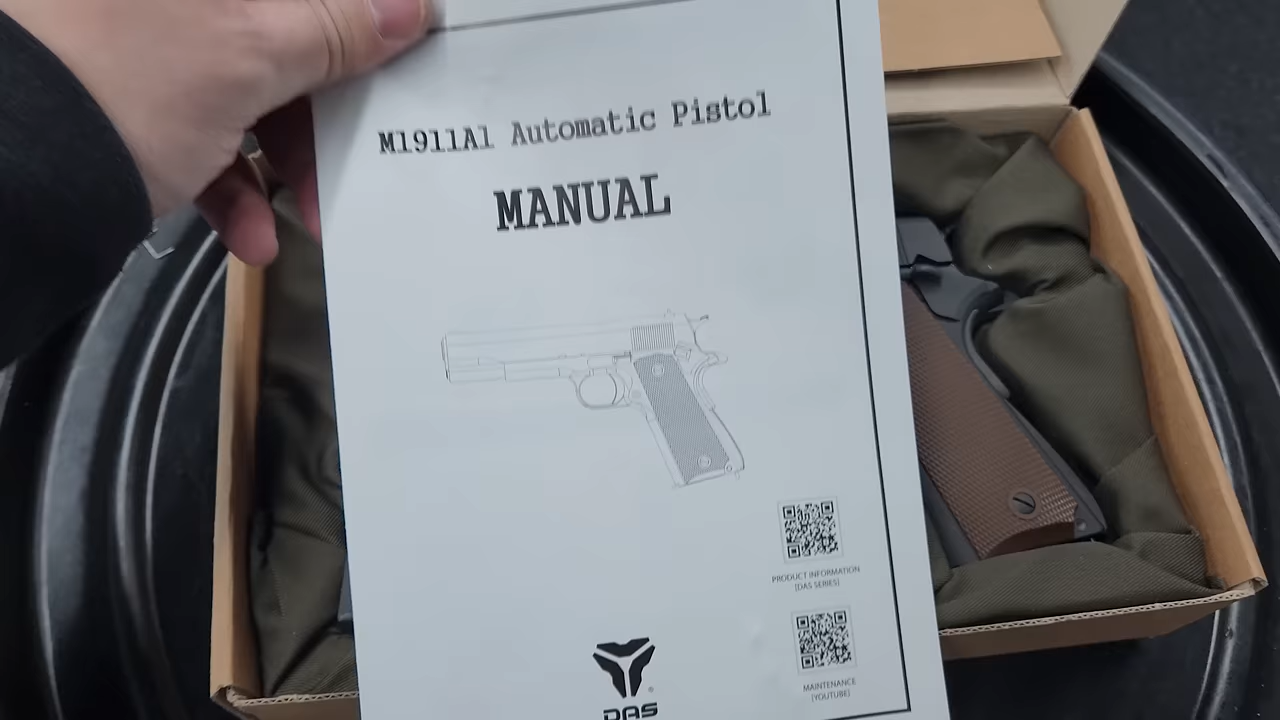 M1911A1 Automatic Pistol
MANUAL
PRODUCT INFORMATION
[DAS SERIES]
MAINTENANCE
[YOUTUBE]
DAS